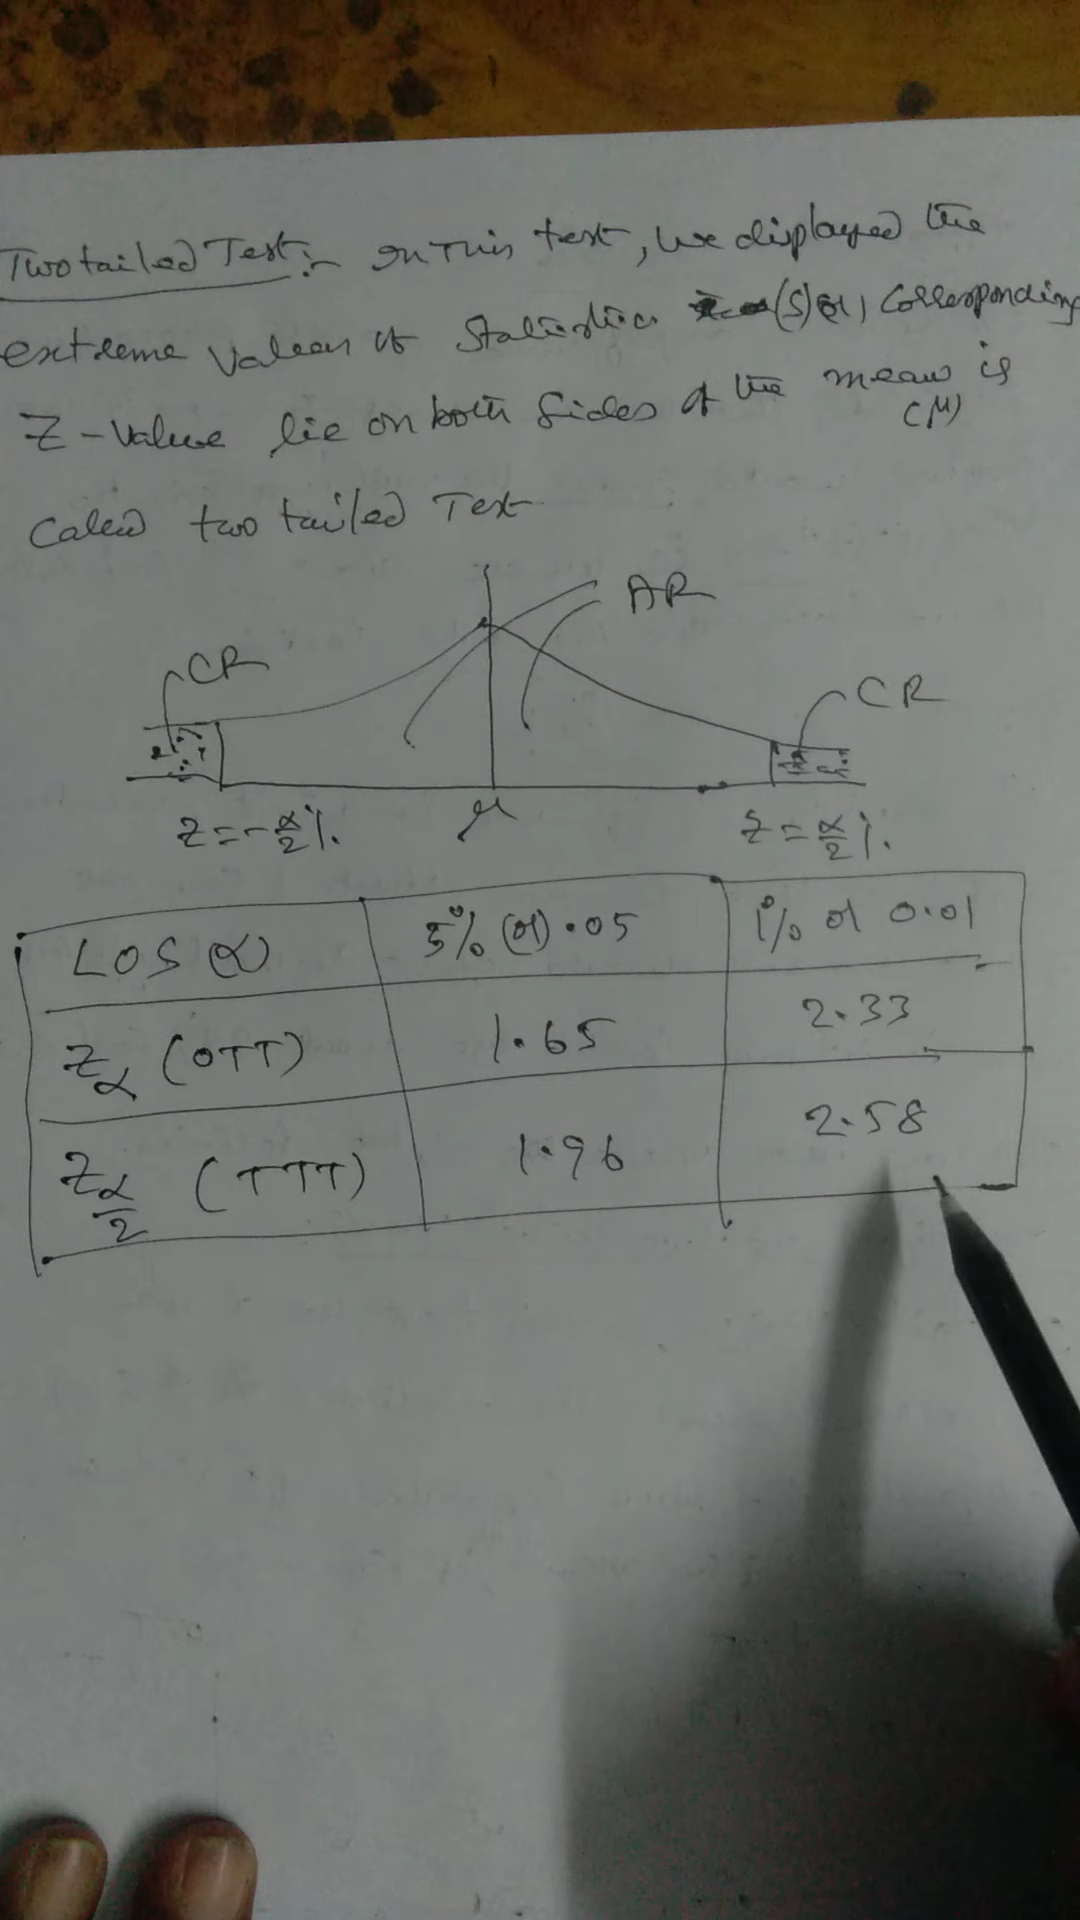 Two tailed Test:- In This test, we displayed the
extreme values of Statistic (S) or, Corresponding
Z-Value lie on both Sides of the mean is
(μ)
Called two tailed Test
AR
CR
CR
Z = -α/2 %.
μ
Z = α/2 %.
LOS (α) 5% (or) .05 1% or 0.01
Zα (OTT) 1.65 2.33
Zα/2 (TTT) 1.96 2.58